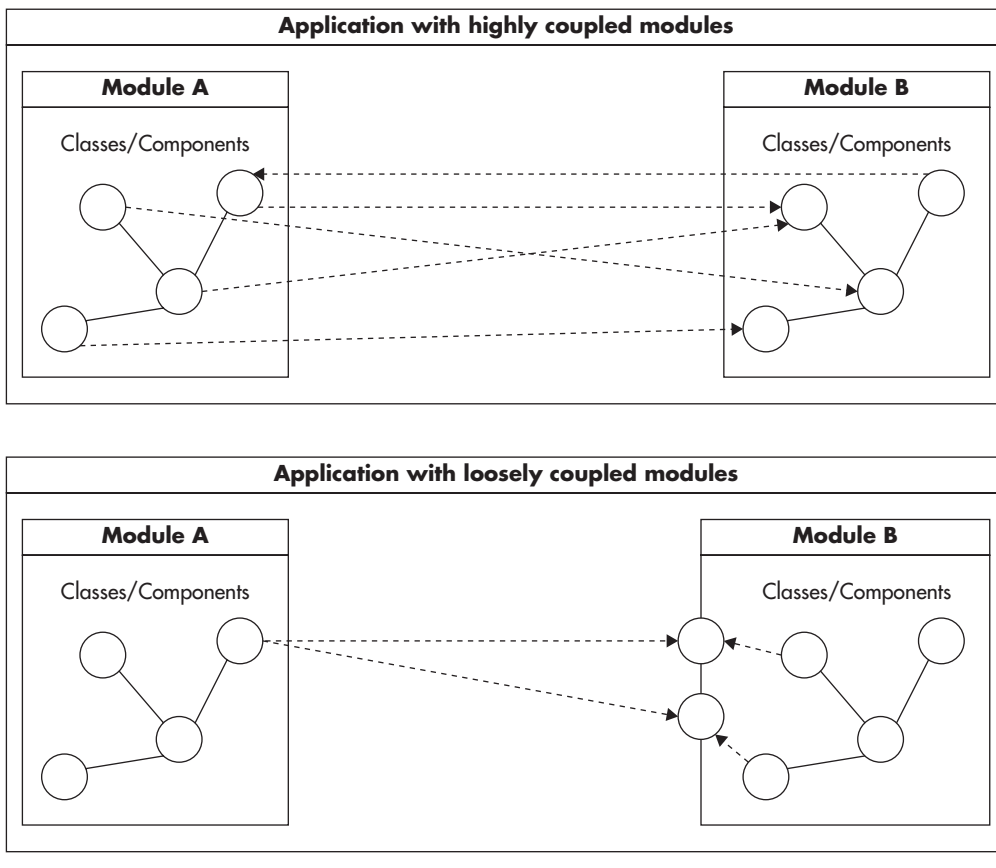 Application with highly coupled modules
Module A
Module B
Classes/Components
Classes/Components
Application with loosely coupled modules
Module A
Module B
Classes/Components
Classes/Components